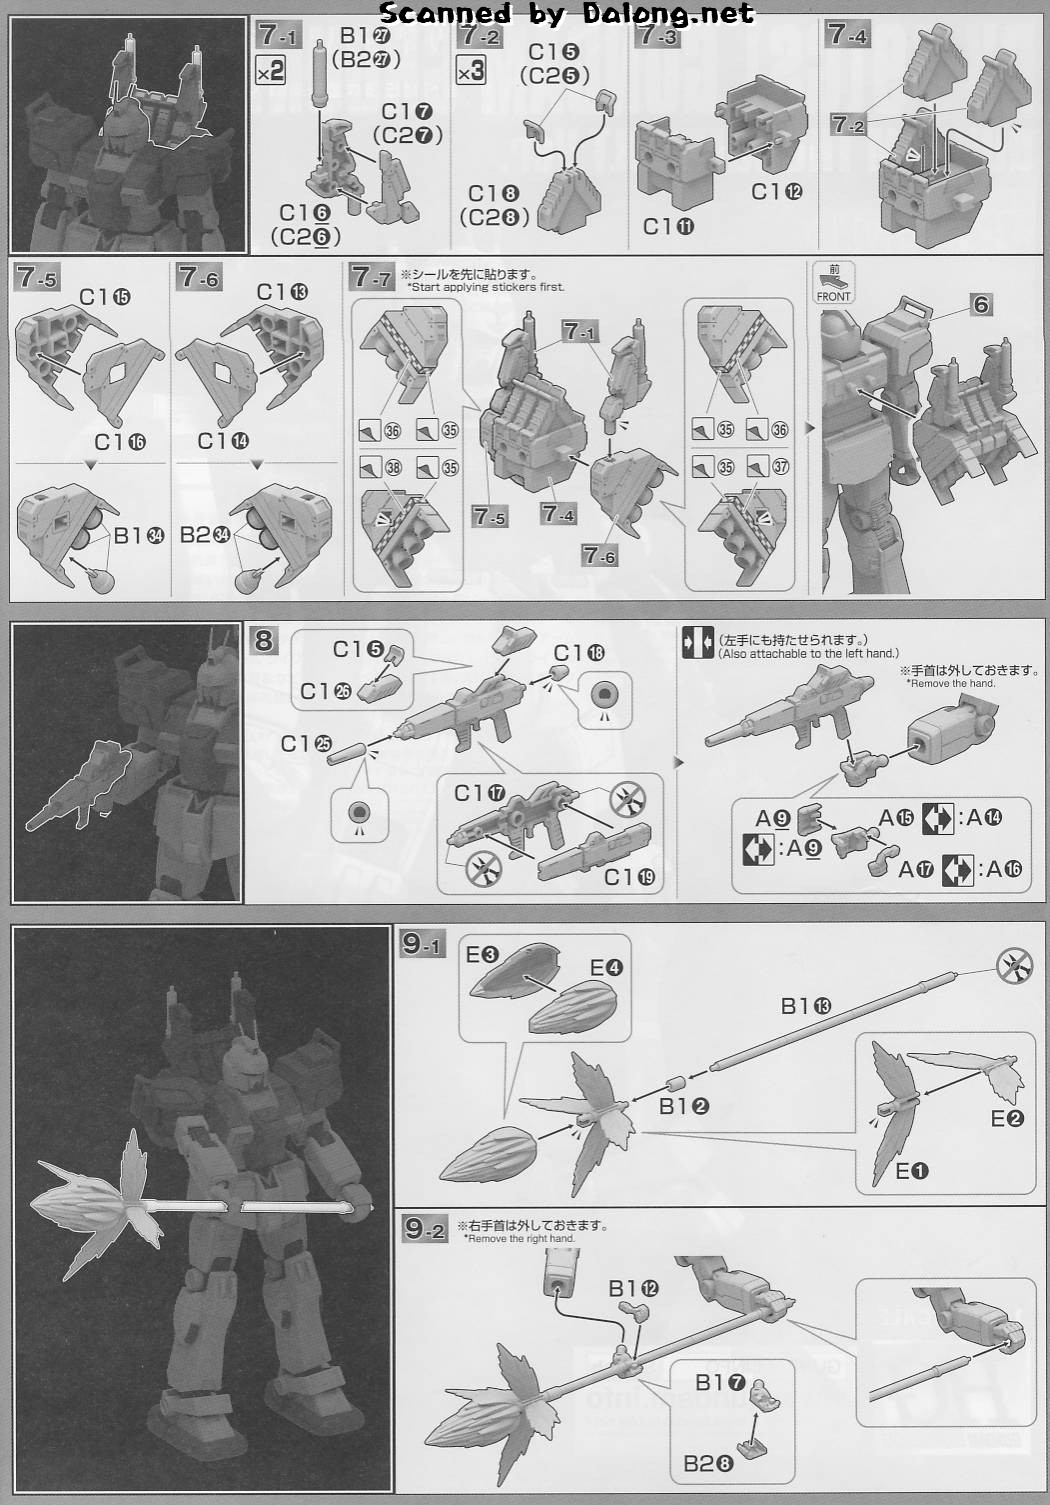 Scanned by Dalong.net
7-1
×2
B1㉗
(B2㉗)
C1❼
(C2❼)
C1❻
(C2❻)
7-2
×3
C1❺
(C2❺)
C1❽
(C2❽)
7-3
C1⓫
C1⓬
7-4
7-2
7-5
C1⓯
C1⓰
B1㉞
7-6
C1⓭
C1⓮
B2㉞
7-7
※シールを先に貼ります。
*Start applying stickers first.
㊱ ㉟
㊳ ㉟
7-1
7-5
7-4
7-6
㉟ ㊱
㉟ ㊲
前
FRONT
6
8
C1❺
C1㉖
C1⓲
C1㉕
C1⓱
C1⓳
(左手にも持たせられます。)
(Also attachable to the left hand.)
※手首は外しておきます。
*Remove the hand.
A❾
:A❾
A⓯ :A⓮
A⓱ :A⓰
9-1
E❸
E❹
B1⓭
B1❷
E❷
E❶
9-2
※右手首は外しておきます。
*Remove the right hand.
B1⓬
B1❼
B2❽